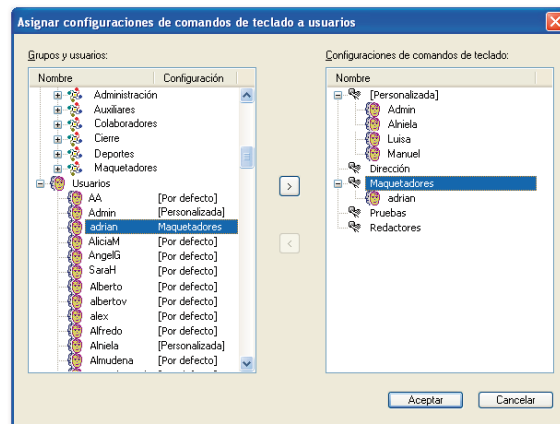 Asignar configuraciones de comandos de teclado a usuarios
Grupos y usuarios:
Nombre Configuración
Administración
Auxiliares
Colaboradores
Cierre
Deportes
Maquetadores
Usuarios
AA [Por defecto]
Admin [Personalizada]
adrian Maquetadores
AliciaM [Por defecto]
AngelG [Por defecto]
SaraH [Por defecto]
Alberto [Por defecto]
albertov [Por defecto]
alex [Por defecto]
Alfredo [Por defecto]
Alniela [Personalizada]
Almudena [Por defecto]
>
<
Configuraciones de comandos de teclado:
Nombre
[Personalizada]
Admin
Alniela
Luisa
Manuel
Dirección
Maquetadores
adrian
Pruebas
Redactores
Aceptar Cancelar